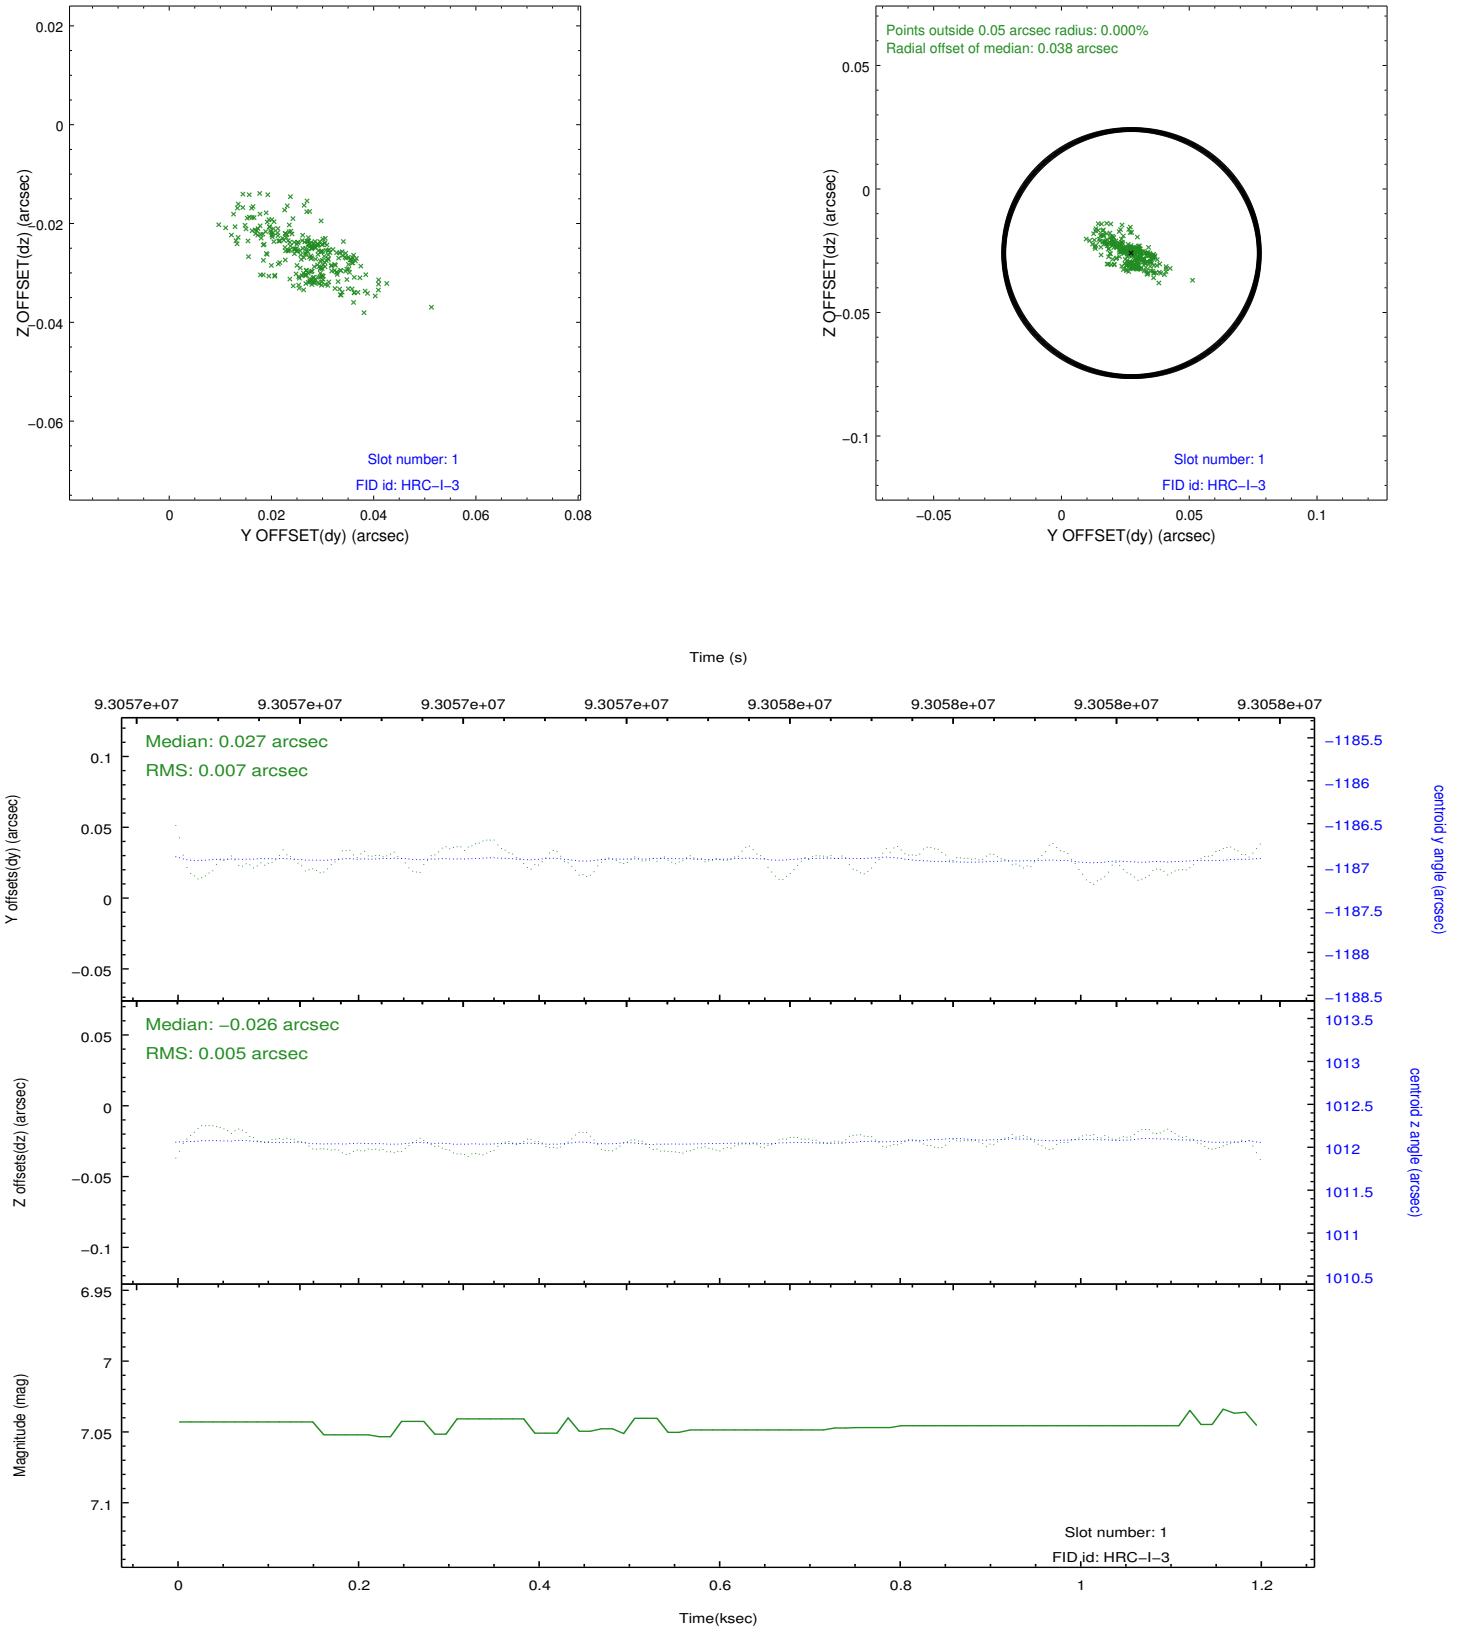 0.02
0
−0.02
−0.04
−0.06
Z OFFSET(dz) (arcsec)
Slot number: 1
FID id: HRC−I−3
0 0.02 0.04 0.06 0.08
Y OFFSET(dy) (arcsec)
Points outside 0.05 arcsec radius: 0.000%
Radial offset of median: 0.038 arcsec
0.05
0
−0.05
−0.1
Z OFFSET(dz) (arcsec)
Slot number: 1
FID id: HRC−I−3
−0.05 0 0.05 0.1
Y OFFSET(dy) (arcsec)
Time (s)
9.3057e+07 9.3057e+07 9.3057e+07 9.3057e+07 9.3058e+07 9.3058e+07 9.3058e+07 9.3058e+07
Median: 0.027 arcsec
RMS: 0.007 arcsec
0.1
0.05
0
−0.05
Y offsets(dy) (arcsec)
−1185.5
−1186
−1186.5
−1187
−1187.5
−1188
−1188.5
centroid y angle (arcsec)
Median: −0.026 arcsec
RMS: 0.005 arcsec
0.05
0
−0.05
−0.1
Z offsets(dz) (arcsec)
1013.5
1013
1012.5
1012
1011.5
1011
1010.5
centroid z angle (arcsec)
6.95
7
7.05
7.1
Magnitude (mag)
Slot number: 1
FID id: HRC−I−3
0 0.2 0.4 0.6 0.8 1 1.2
Time(ksec)